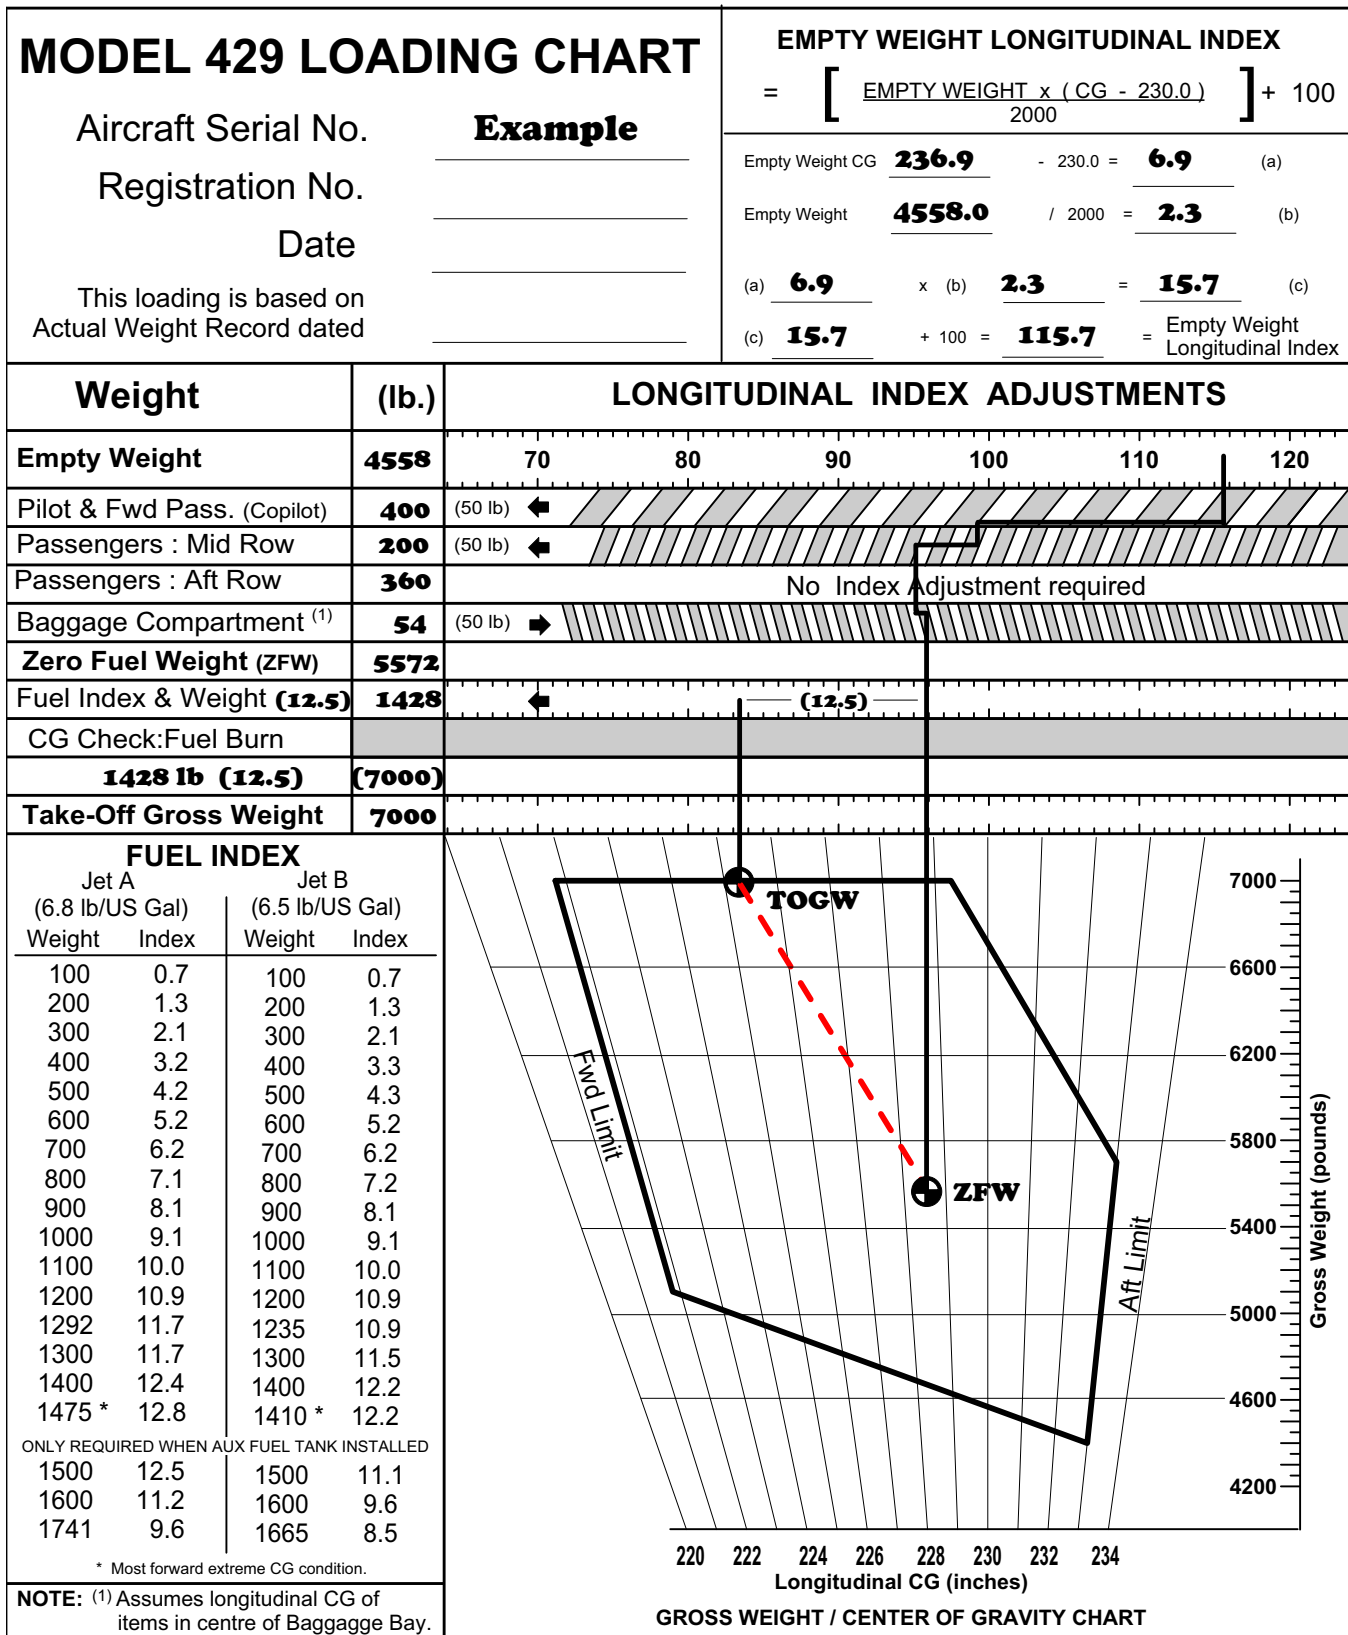 MODEL 429 LOADING CHART
Aircraft Serial No. Example
Registration No.
Date
This loading is based on
Actual Weight Record dated
EMPTY WEIGHT LONGITUDINAL INDEX
= [ EMPTY WEIGHT x ( CG - 230.0 ) ] + 100
2000
Empty Weight CG 236.9 - 230.0 = 6.9 (a)
Empty Weight 4558.0 / 2000 = 2.3 (b)
(a) 6.9 x (b) 2.3 = 15.7 (c)
(c) 15.7 + 100 = 115.7 = Empty Weight
Longitudinal Index
Weight (lb.) LONGITUDINAL INDEX ADJUSTMENTS
Empty Weight 4558 70 80 90 100 110 120
Pilot & Fwd Pass. (Copilot) 400 (50 lb)
Passengers : Mid Row 200 (50 lb)
Passengers : Aft Row 360 No Index Adjustment required
Baggage Compartment (1) 54 (50 lb)
Zero Fuel Weight (ZFW) 5572
Fuel Index & Weight (12.5) 1428 (12.5)
CG Check:Fuel Burn
1428 lb (12.5) (7000)
Take-Off Gross Weight 7000
FUEL INDEX
Jet A Jet B
(6.8 lb/US Gal) (6.5 lb/US Gal)
Weight Index Weight Index
100 0.7 100 0.7
200 1.3 200 1.3
300 2.1 300 2.1
400 3.2 400 3.3
500 4.2 500 4.3
600 5.2 600 5.2
700 6.2 700 6.2
800 7.1 800 7.2
900 8.1 900 8.1
1000 9.1 1000 9.1
1100 10.0 1100 10.0
1200 10.9 1200 10.9
1292 11.7 1235 10.9
1300 11.7 1300 11.5
1400 12.4 1400 12.2
1475 * 12.8 1410 * 12.2
ONLY REQUIRED WHEN AUX FUEL TANK INSTALLED
1500 12.5 1500 11.1
1600 11.2 1600 9.6
1741 9.6 1665 8.5
* Most forward extreme CG condition.
NOTE: (1) Assumes longitudinal CG of
items in centre of Baggagge Bay.
TOGW
ZFW
Fwd Limit
Aft Limit
7000
6600
6200
5800
5400
5000
4600
4200
Gross Weight (pounds)
220 222 224 226 228 230 232 234
Longitudinal CG (inches)
GROSS WEIGHT / CENTER OF GRAVITY CHART